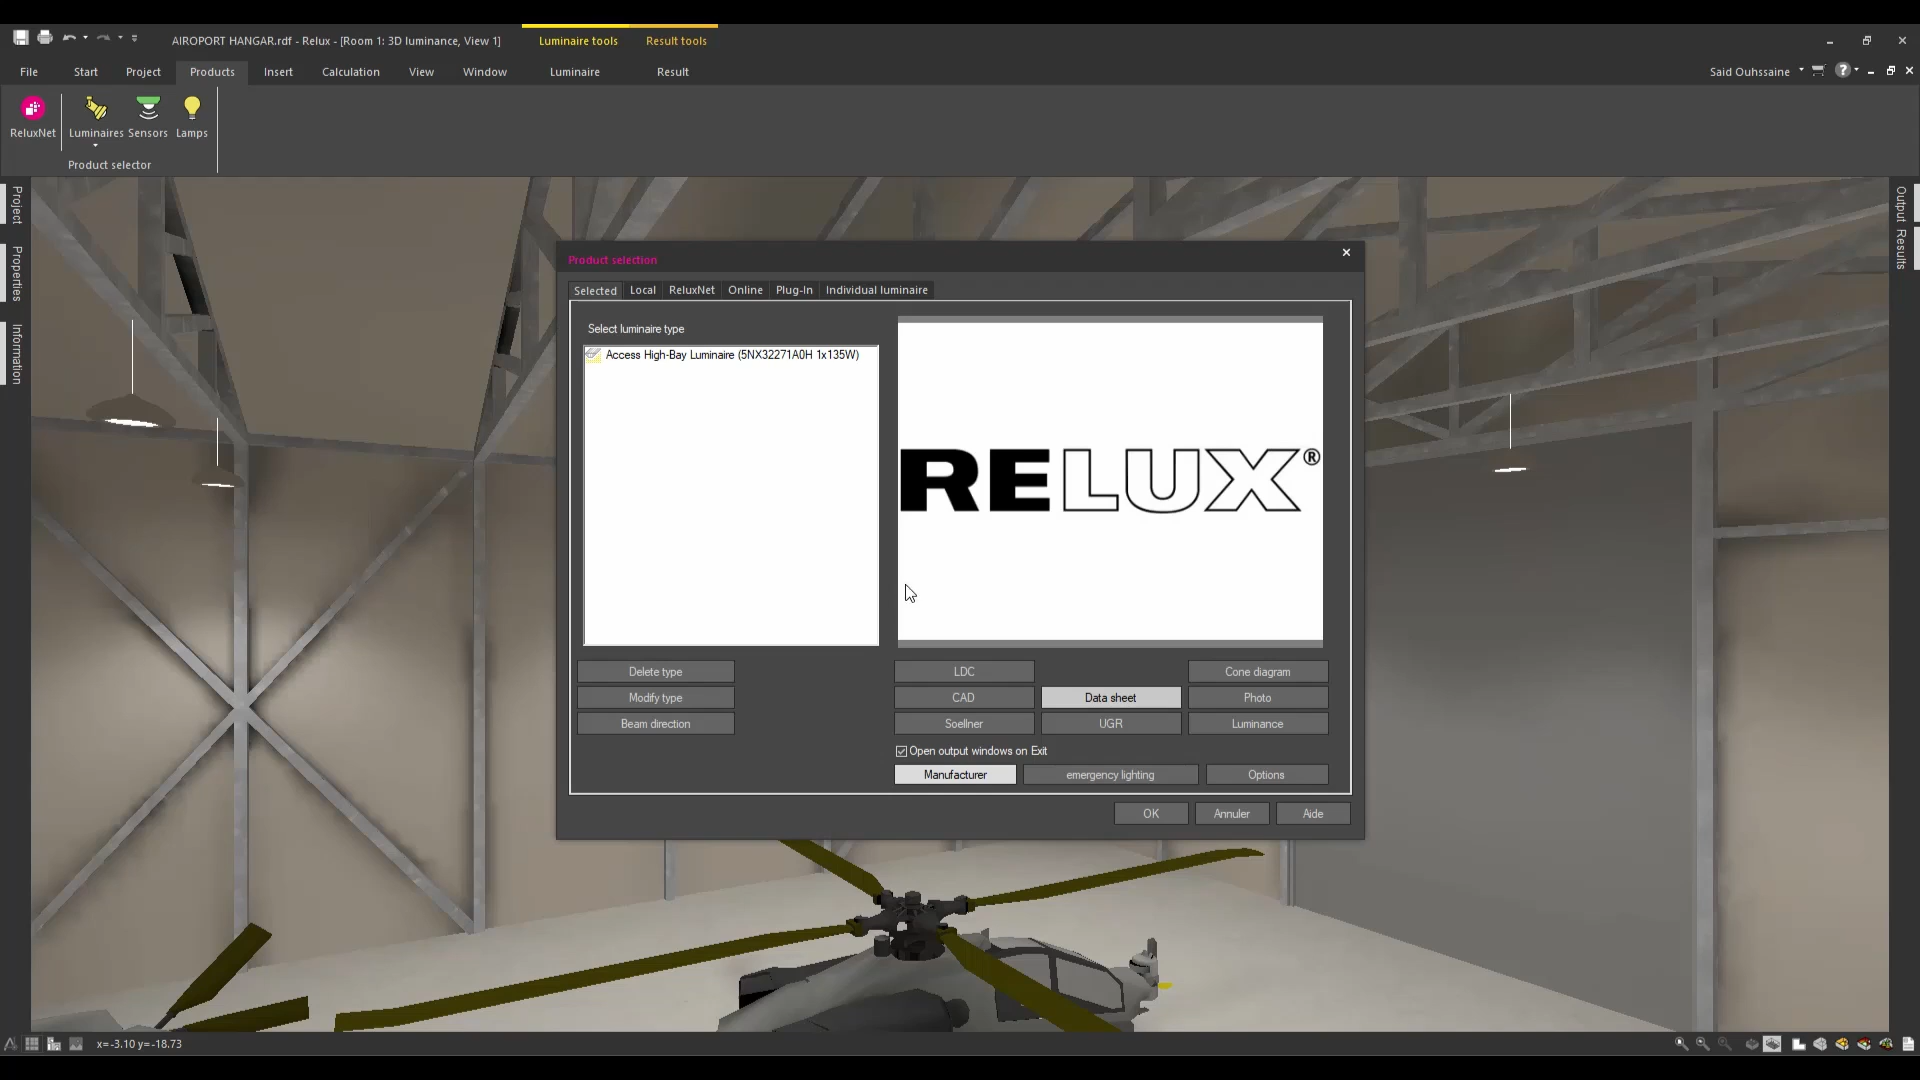 AIROPORT HANGAR.rdf - Relux - [Room 1: 3D luminance, View 1]
Luminaire tools
Result tools
File
Start
Project
Products
Insert
Calculation
View
Window
Luminaire
Result
Said Ouhssaine
ReluxNet
Luminaires
Sensors
Lamps
Product selector
Project
Properties
Information
Output
Results
Product selection
Selected
Local
ReluxNet
Online
Plug-In
Individual luminaire
Select luminaire type
Access High-Bay Luminaire (5NX32271A0H 1x135W)
RELUX®
Delete type
Modify type
Beam direction
LDC
Cone diagram
CAD
Data sheet
Photo
Soellner
UGR
Luminance
Open output windows on Exit
Manufacturer
emergency lighting
Options
OK
Annuler
Aide
x=-3.10 y=-18.73